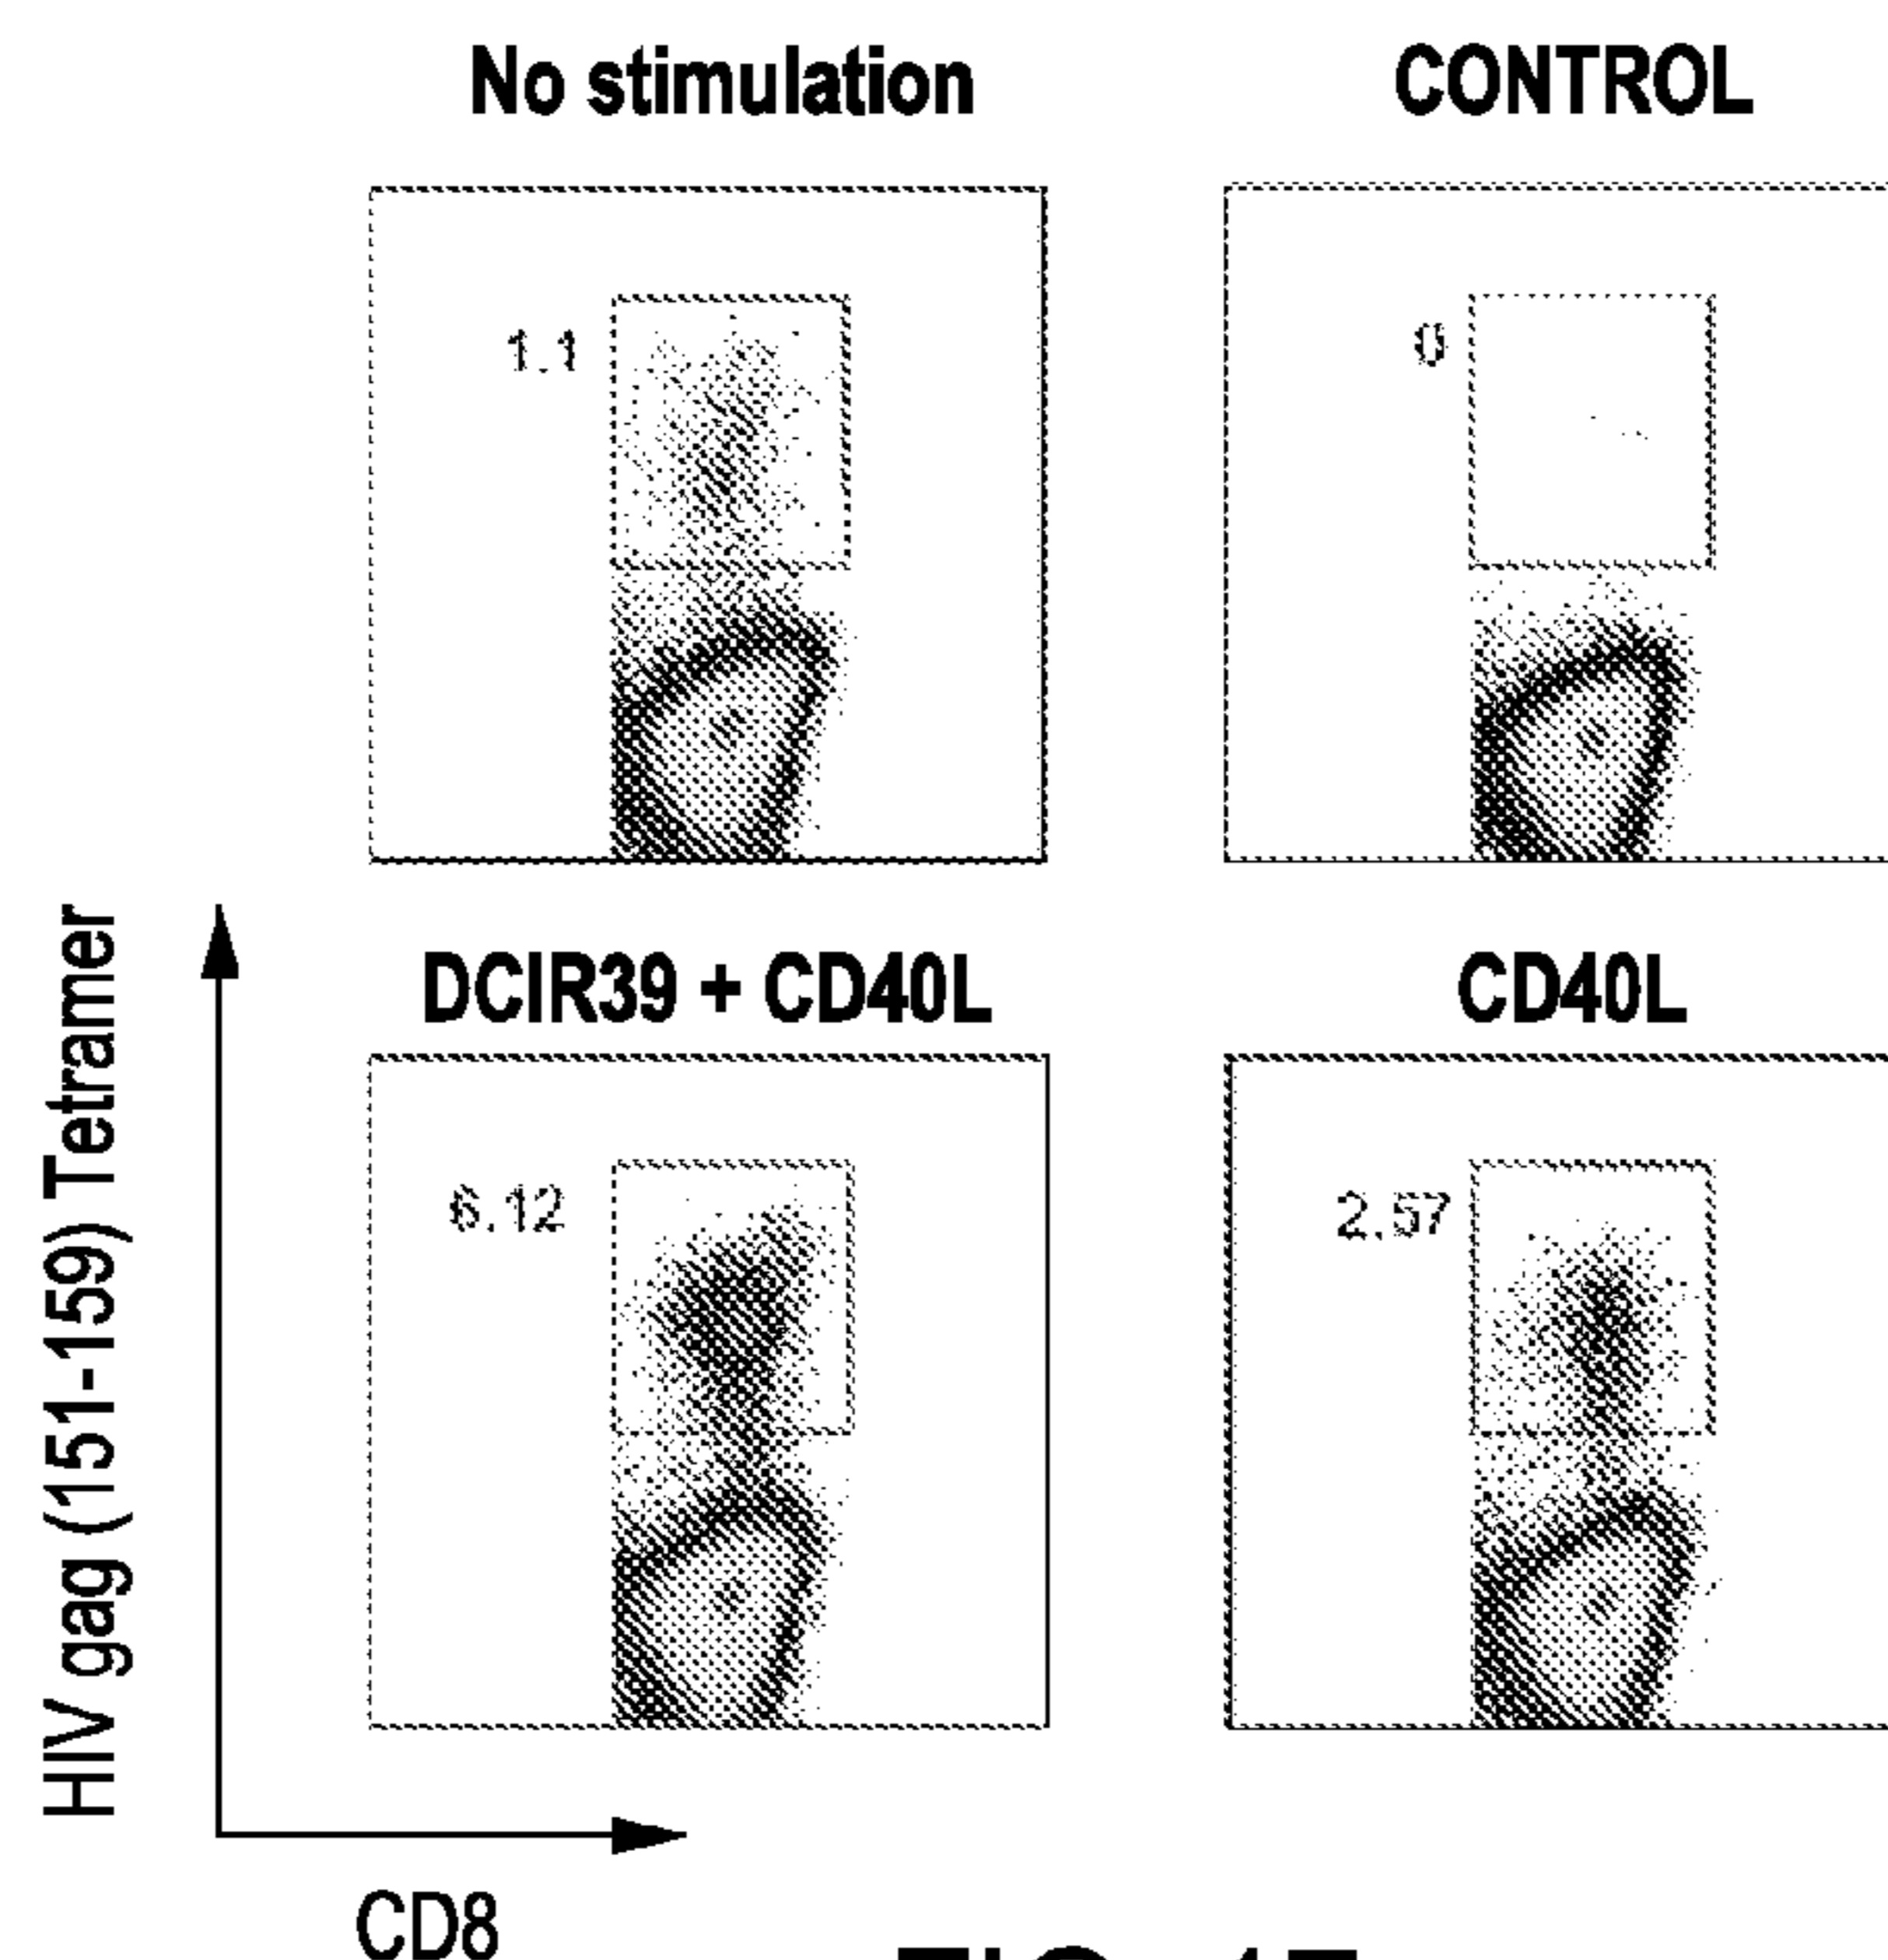 No stimulation
CONTROL
1.1
0
DCIR39 + CD40L
CD40L
6.12
2.57
HIV gag (151-159) Tetramer
CD8